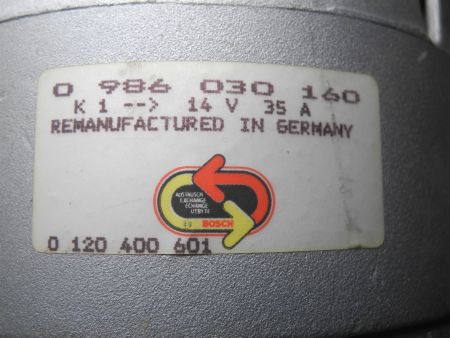 0 986 030 160
K 1 --> 14 V 35 A
REMANUFACTURED IN GERMANY
AUSTAUSCH
EXCHANGE
ECHANGE
UTBYTE
BOSCH
0 120 400 601